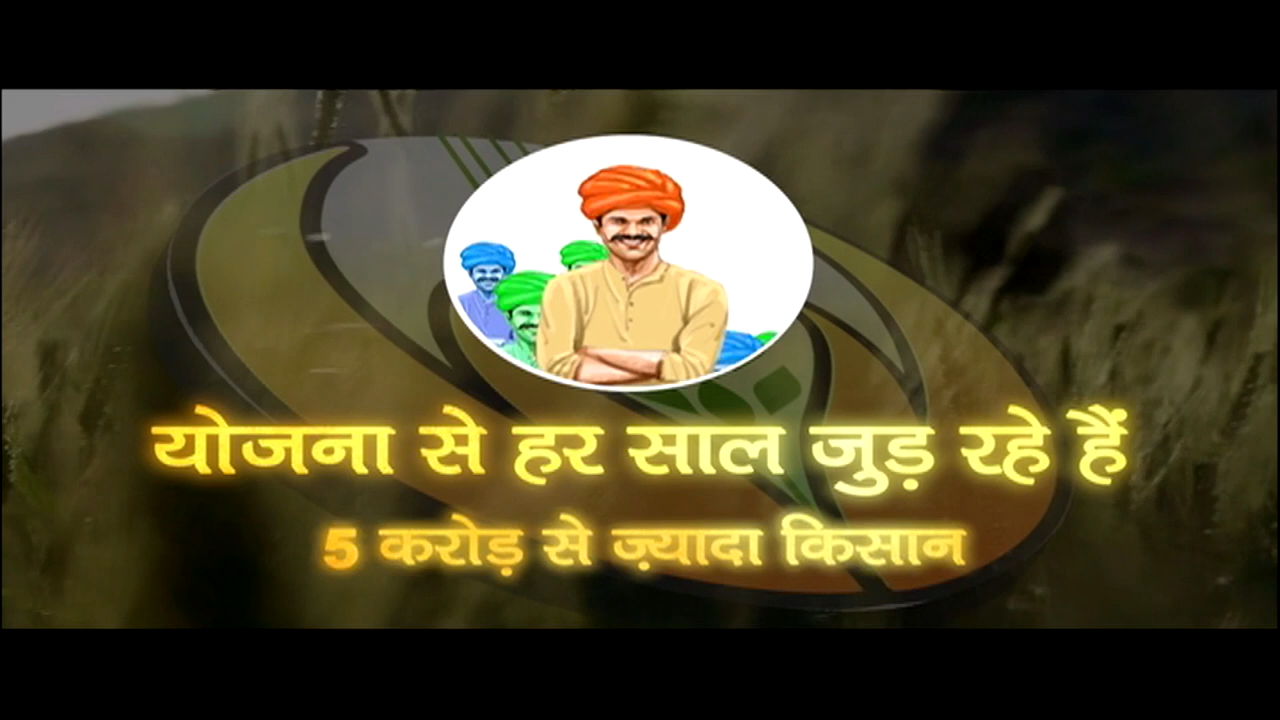 योजना से हर साल जुड़ रहे हैं
5 करोड़ से ज़्यादा किसान